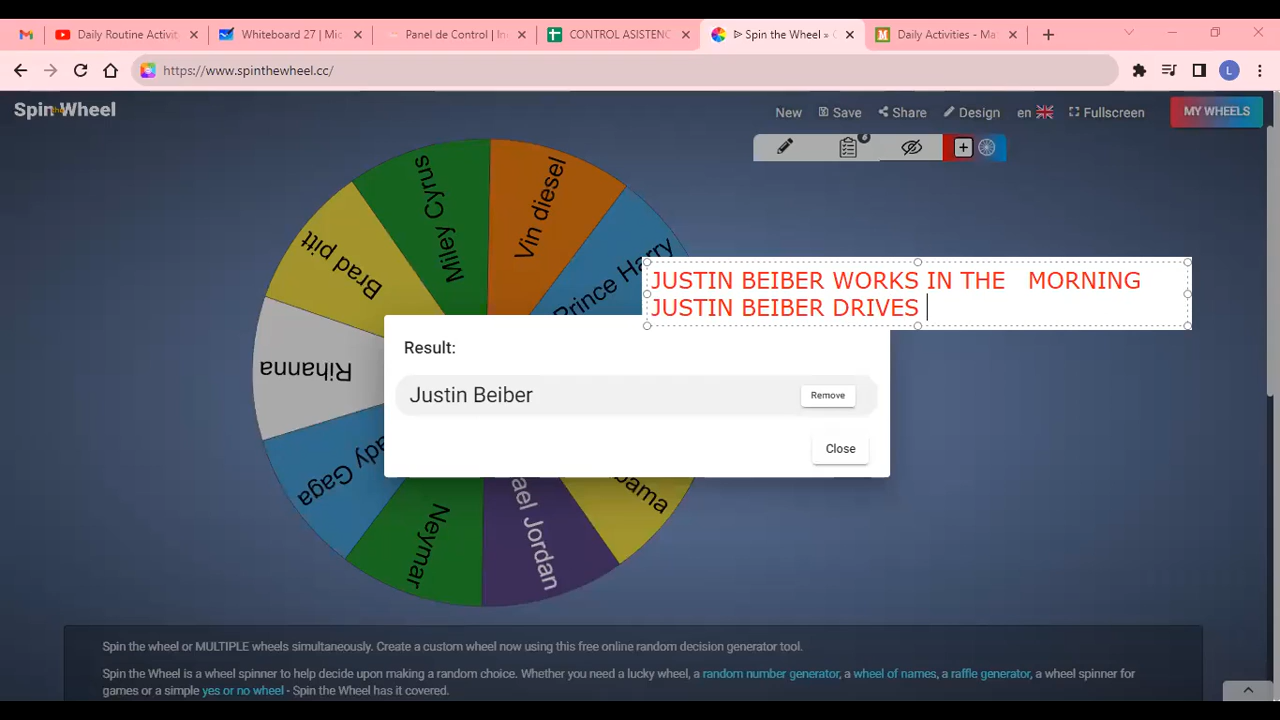 Daily Routine Activit
Whiteboard 27 | Mic
Panel de Control | In
CONTROL ASISTENC
ᐅ Spin the Wheel » C
Daily Activities - Ma
https://www.spinthewheel.cc/
L
Spin the Wheel
New
Save
Share
Design
en
Fullscreen
MY WHEELS
6
Miley Cyrus
Vin diesel
Brad pitt
Prince Harry
Rihanna
ady Gaga
Neymar
ael Jordan
bama
JUSTIN BEIBER WORKS IN THE   MORNING
JUSTIN BEIBER DRIVES
Result:
Justin Beiber
Remove
Close
Spin the wheel or MULTIPLE wheels simultaneously. Create a custom wheel now using this free online random decision generator tool.
Spin the Wheel is a wheel spinner to help decide upon making a random choice. Whether you need a lucky wheel, a random number generator, a wheel of names, a raffle generator, a wheel spinner for
games or a simple yes or no wheel - Spin the Wheel has it covered.